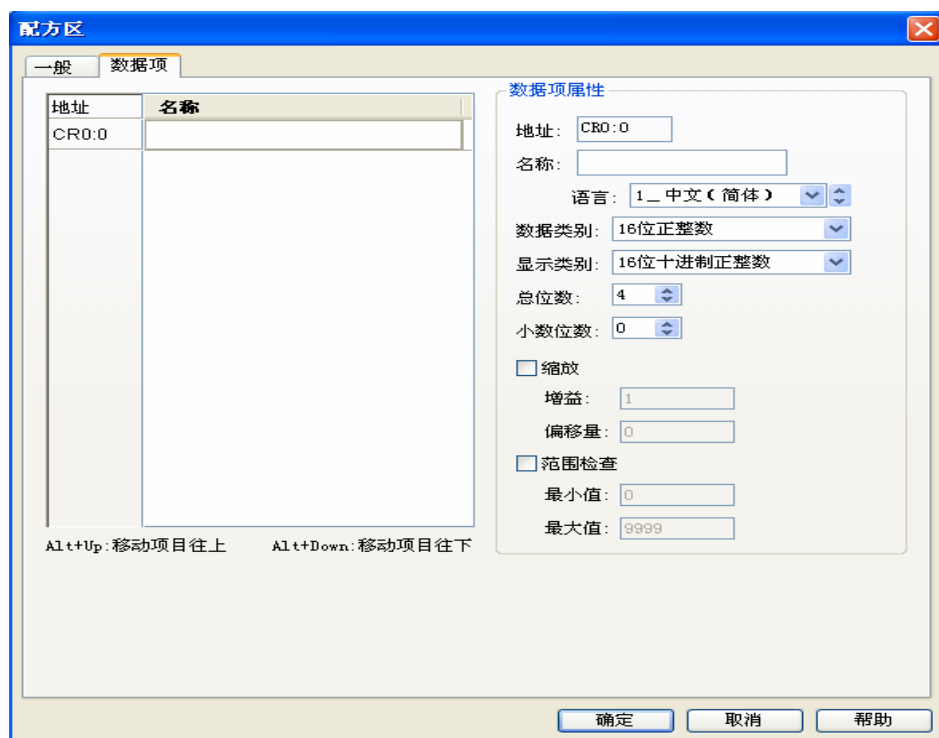 配方区
一般 数据项
地址 名称
CR0:0
Alt+Up:移动项目往上 Alt+Down:移动项目往下
数据项属性
地址: CR0:0
名称:
语言: 1_中文(简体)
数据类别: 16位正整数
显示类别: 16位十进制正整数
总位数: 4
小数位数: 0
缩放
增益: 1
偏移量: 0
范围检查
最小值: 0
最大值: 9999
确定 取消 帮助